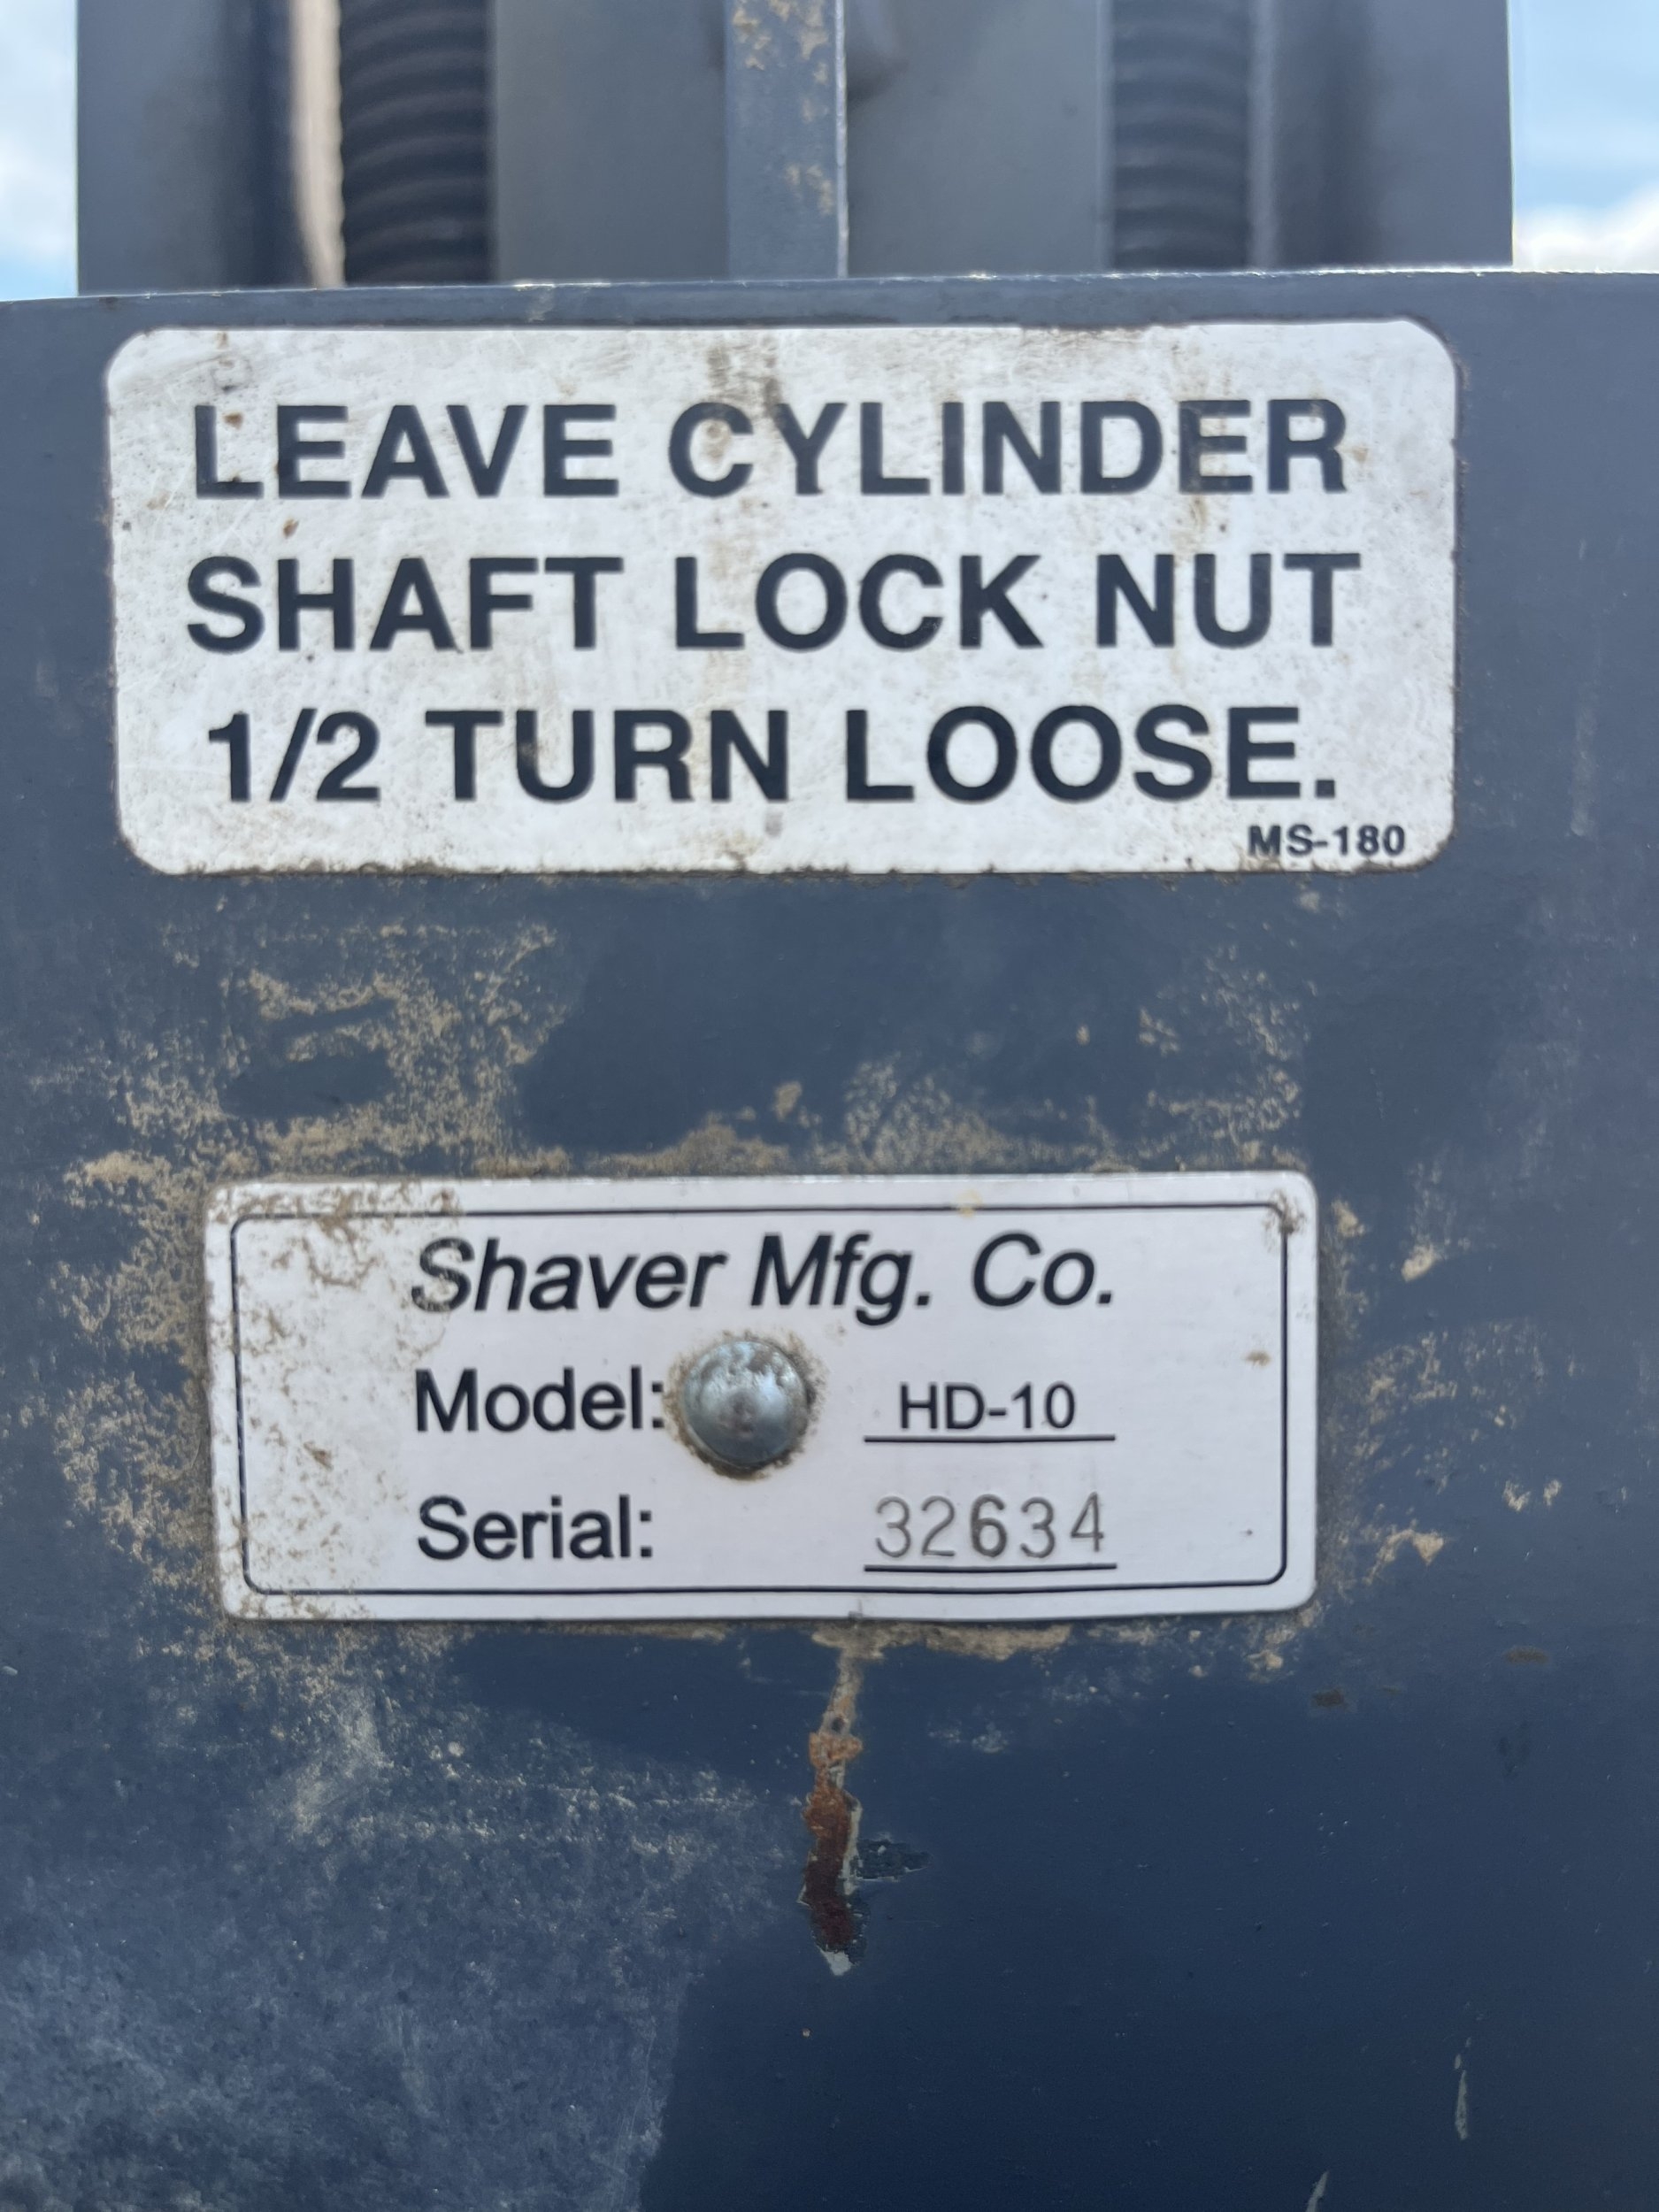 LEAVE CYLINDER
SHAFT LOCK NUT
1/2 TURN LOOSE.
MS-180
Shaver Mfg. Co.
Model: HD-10
Serial: 32634